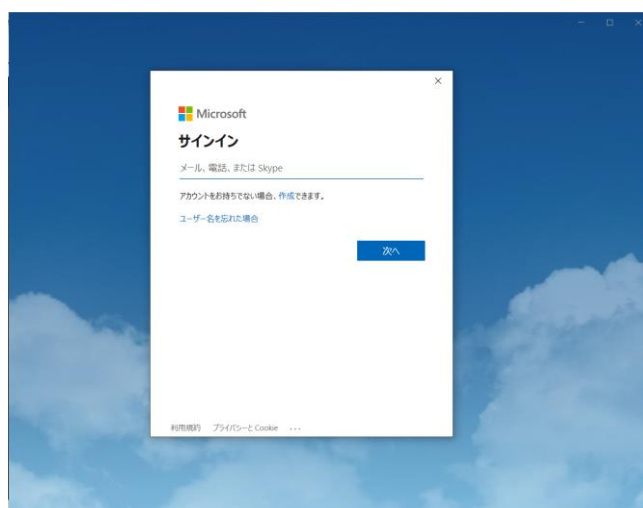 Microsoft
サインイン
メール、電話、または Skype
アカウントをお持ちでない場合、作成できます。
ユーザー名を忘れた場合
次へ
利用規約 プライバシーと Cookie ...